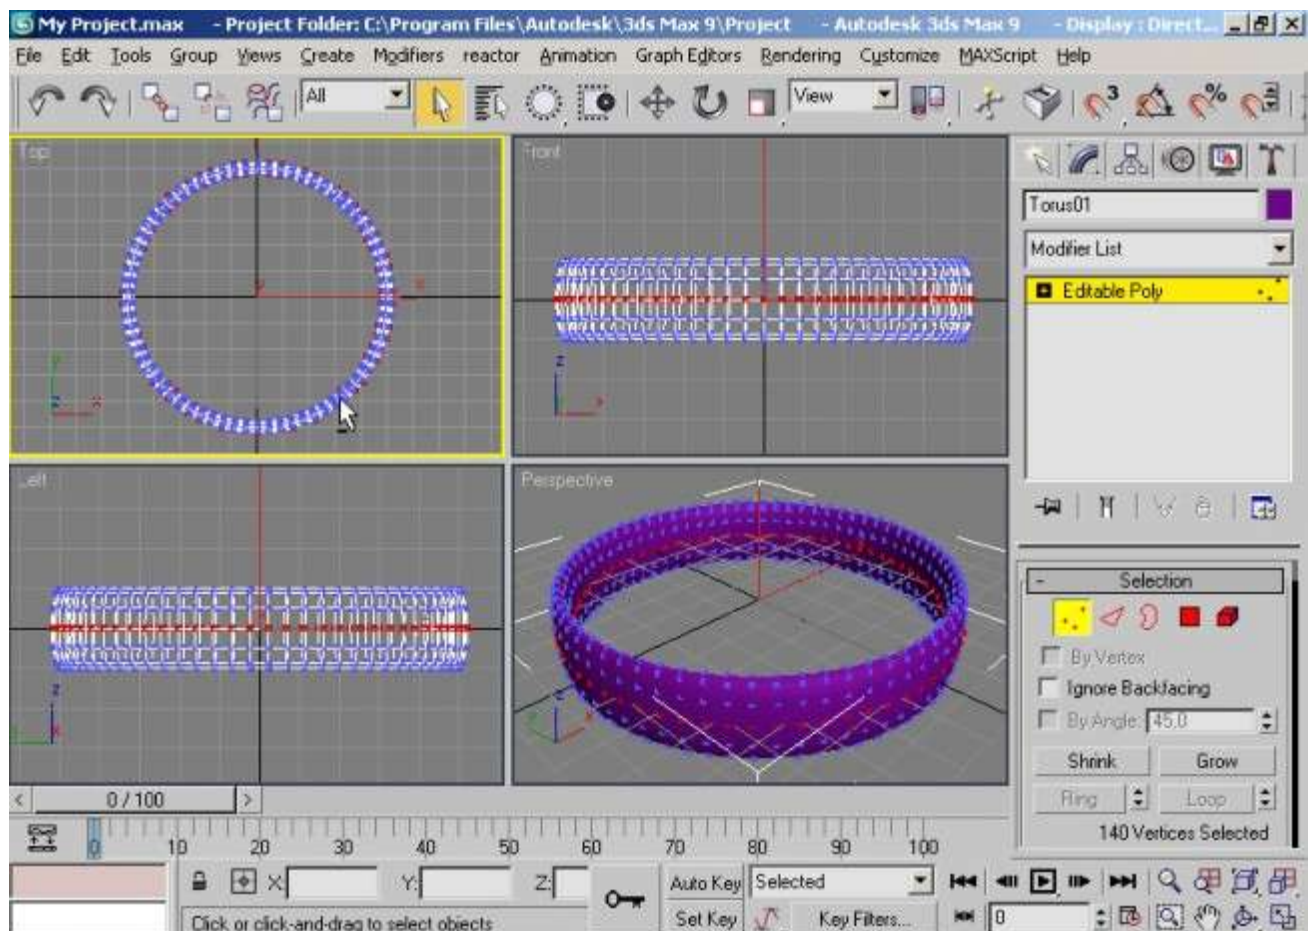 My Project.max - Project Folder: C:\Program Files\Autodesk\3ds Max 9\Project - Autodesk 3ds Max 9 - Display : Direct...
File Edit Tools Group Views Create Modifiers reactor Animation Graph Editors Rendering Customize MAXScript Help
All View 3 %
Top
Front
Torus01
Modifier List
Editable Poly
Left
Perspective
Selection
By Vertex
Ignore Backfacing
By Angle: 45.0
Shrink Grow
Ring Loop
140 Vertices Selected
0 / 100
0 10 20 30 40 50 60 70 80 90 100
X: Y: Z: Auto Key Selected
Click or click-and-drag to select objects Set Key Key Filters... 0